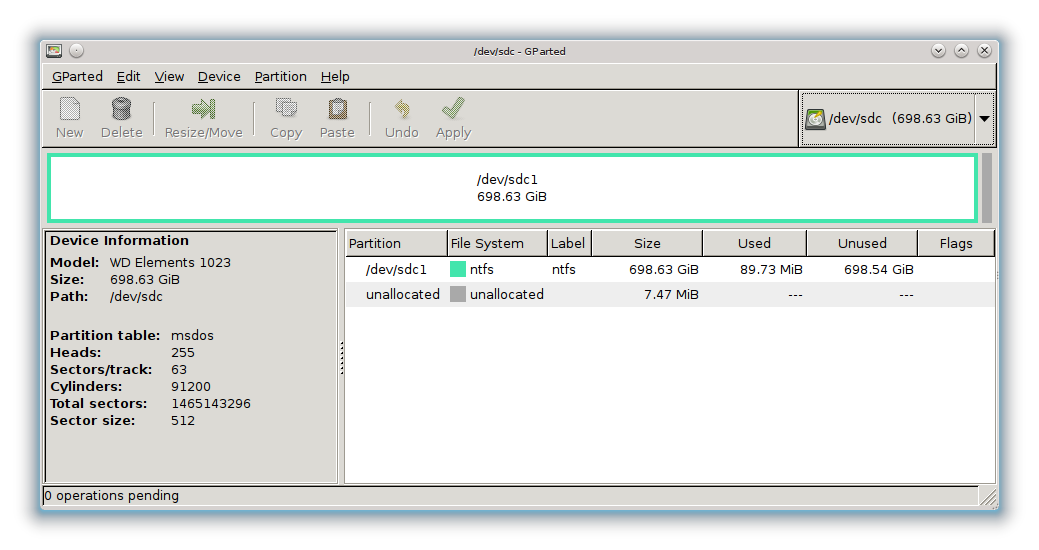 /dev/sdc - GParted
GParted Edit View Device Partition Help
New Delete Resize/Move Copy Paste Undo Apply /dev/sdc (698.63 GiB)
/dev/sdc1
698.63 GiB
Device Information
Model: WD Elements 1023
Size: 698.63 GiB
Path: /dev/sdc
Partition table: msdos
Heads: 255
Sectors/track: 63
Cylinders: 91200
Total sectors: 1465143296
Sector size: 512
Partition File System Label Size Used Unused Flags
/dev/sdc1 ntfs ntfs 698.63 GiB 89.73 MiB 698.54 GiB
unallocated unallocated 7.47 MiB --- ---
0 operations pending